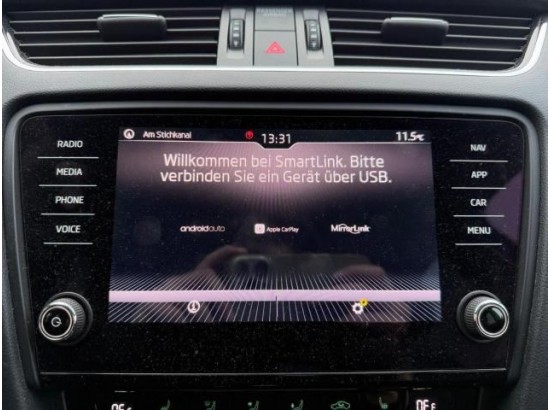 Am Stichkanal 13:31 11.5°C
RADIO
MEDIA
PHONE
VOICE
Willkommen bei SmartLink. Bitte
verbinden Sie ein Gerät über USB.
androidauto Apple CarPlay MirrorLink
NAV
APP
CAR
MENU